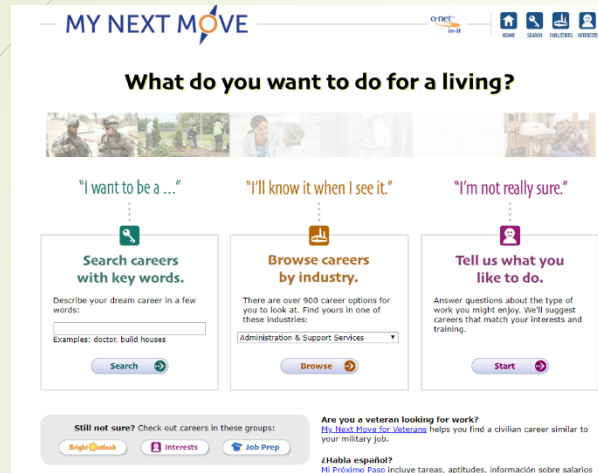 MY NEXT MOVE
o·net™
in-it
HOME SEARCH INDUSTRIES INTERESTS
What do you want to do for a living?
"I want to be a ..."
"I'll know it when I see it."
"I'm not really sure."
Search careers
with key words.
Describe your dream career in a few
words:
Examples: doctor, build houses
Search
Browse careers
by industry.
There are over 900 career options for
you to look at. Find yours in one of
these industries:
Administration & Support Services
Browse
Tell us what you
like to do.
Answer questions about the type of
work you might enjoy. We'll suggest
careers that match your interests and
training.
Start
Still not sure? Check out careers in these groups:
Bright Outlook
Interests
Job Prep
Are you a veteran looking for work?
My Next Move for Veterans helps you find a civilian career similar to
your military job.
¿Habla español?
Mi Próximo Paso incluye tareas, aptitudes, información sobre salarios